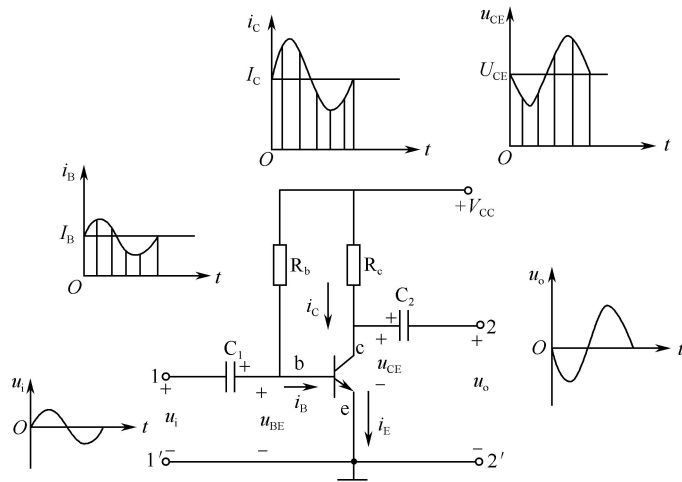 i_C
I_C
O
t
u_CE
U_CE
O
t
i_B
I_B
O
t
+V_CC
R_b
R_c
i_C
C_2
+
2
+
+
c
u_CE
−
C_1
+
b
1
+
+
i_B
u_i
u_BE
e
i_E
u_o
1′
−
−
−
2′
u_i
O
t
u_o
O
t